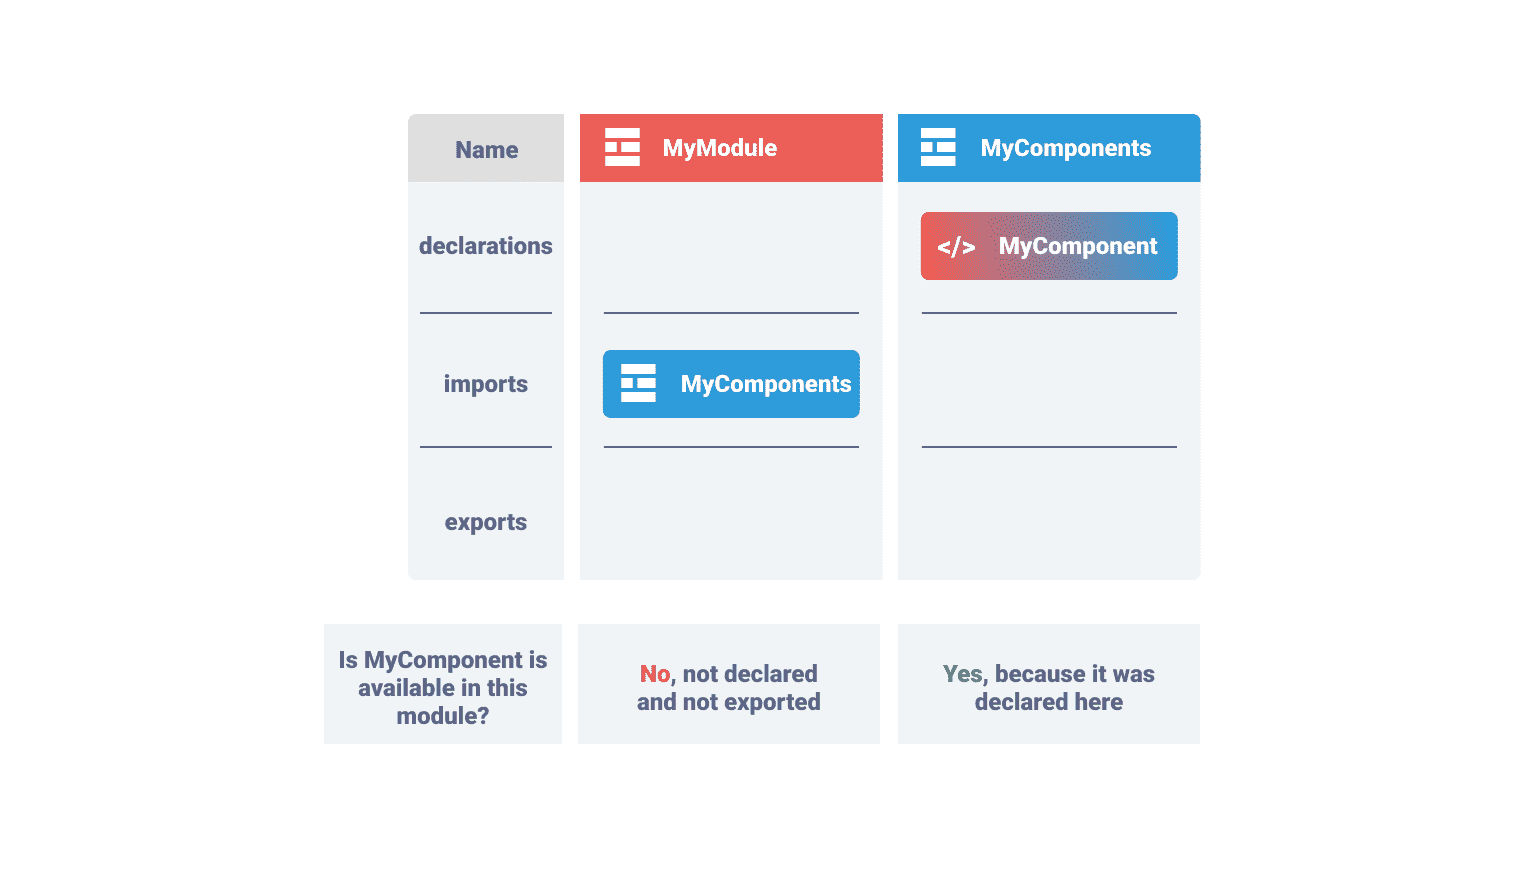 Name
MyModule
MyComponents
declarations
</> MyComponent
imports
MyComponents
exports
Is MyComponent is
available in this
module?
No, not declared
and not exported
Yes, because it was
declared here